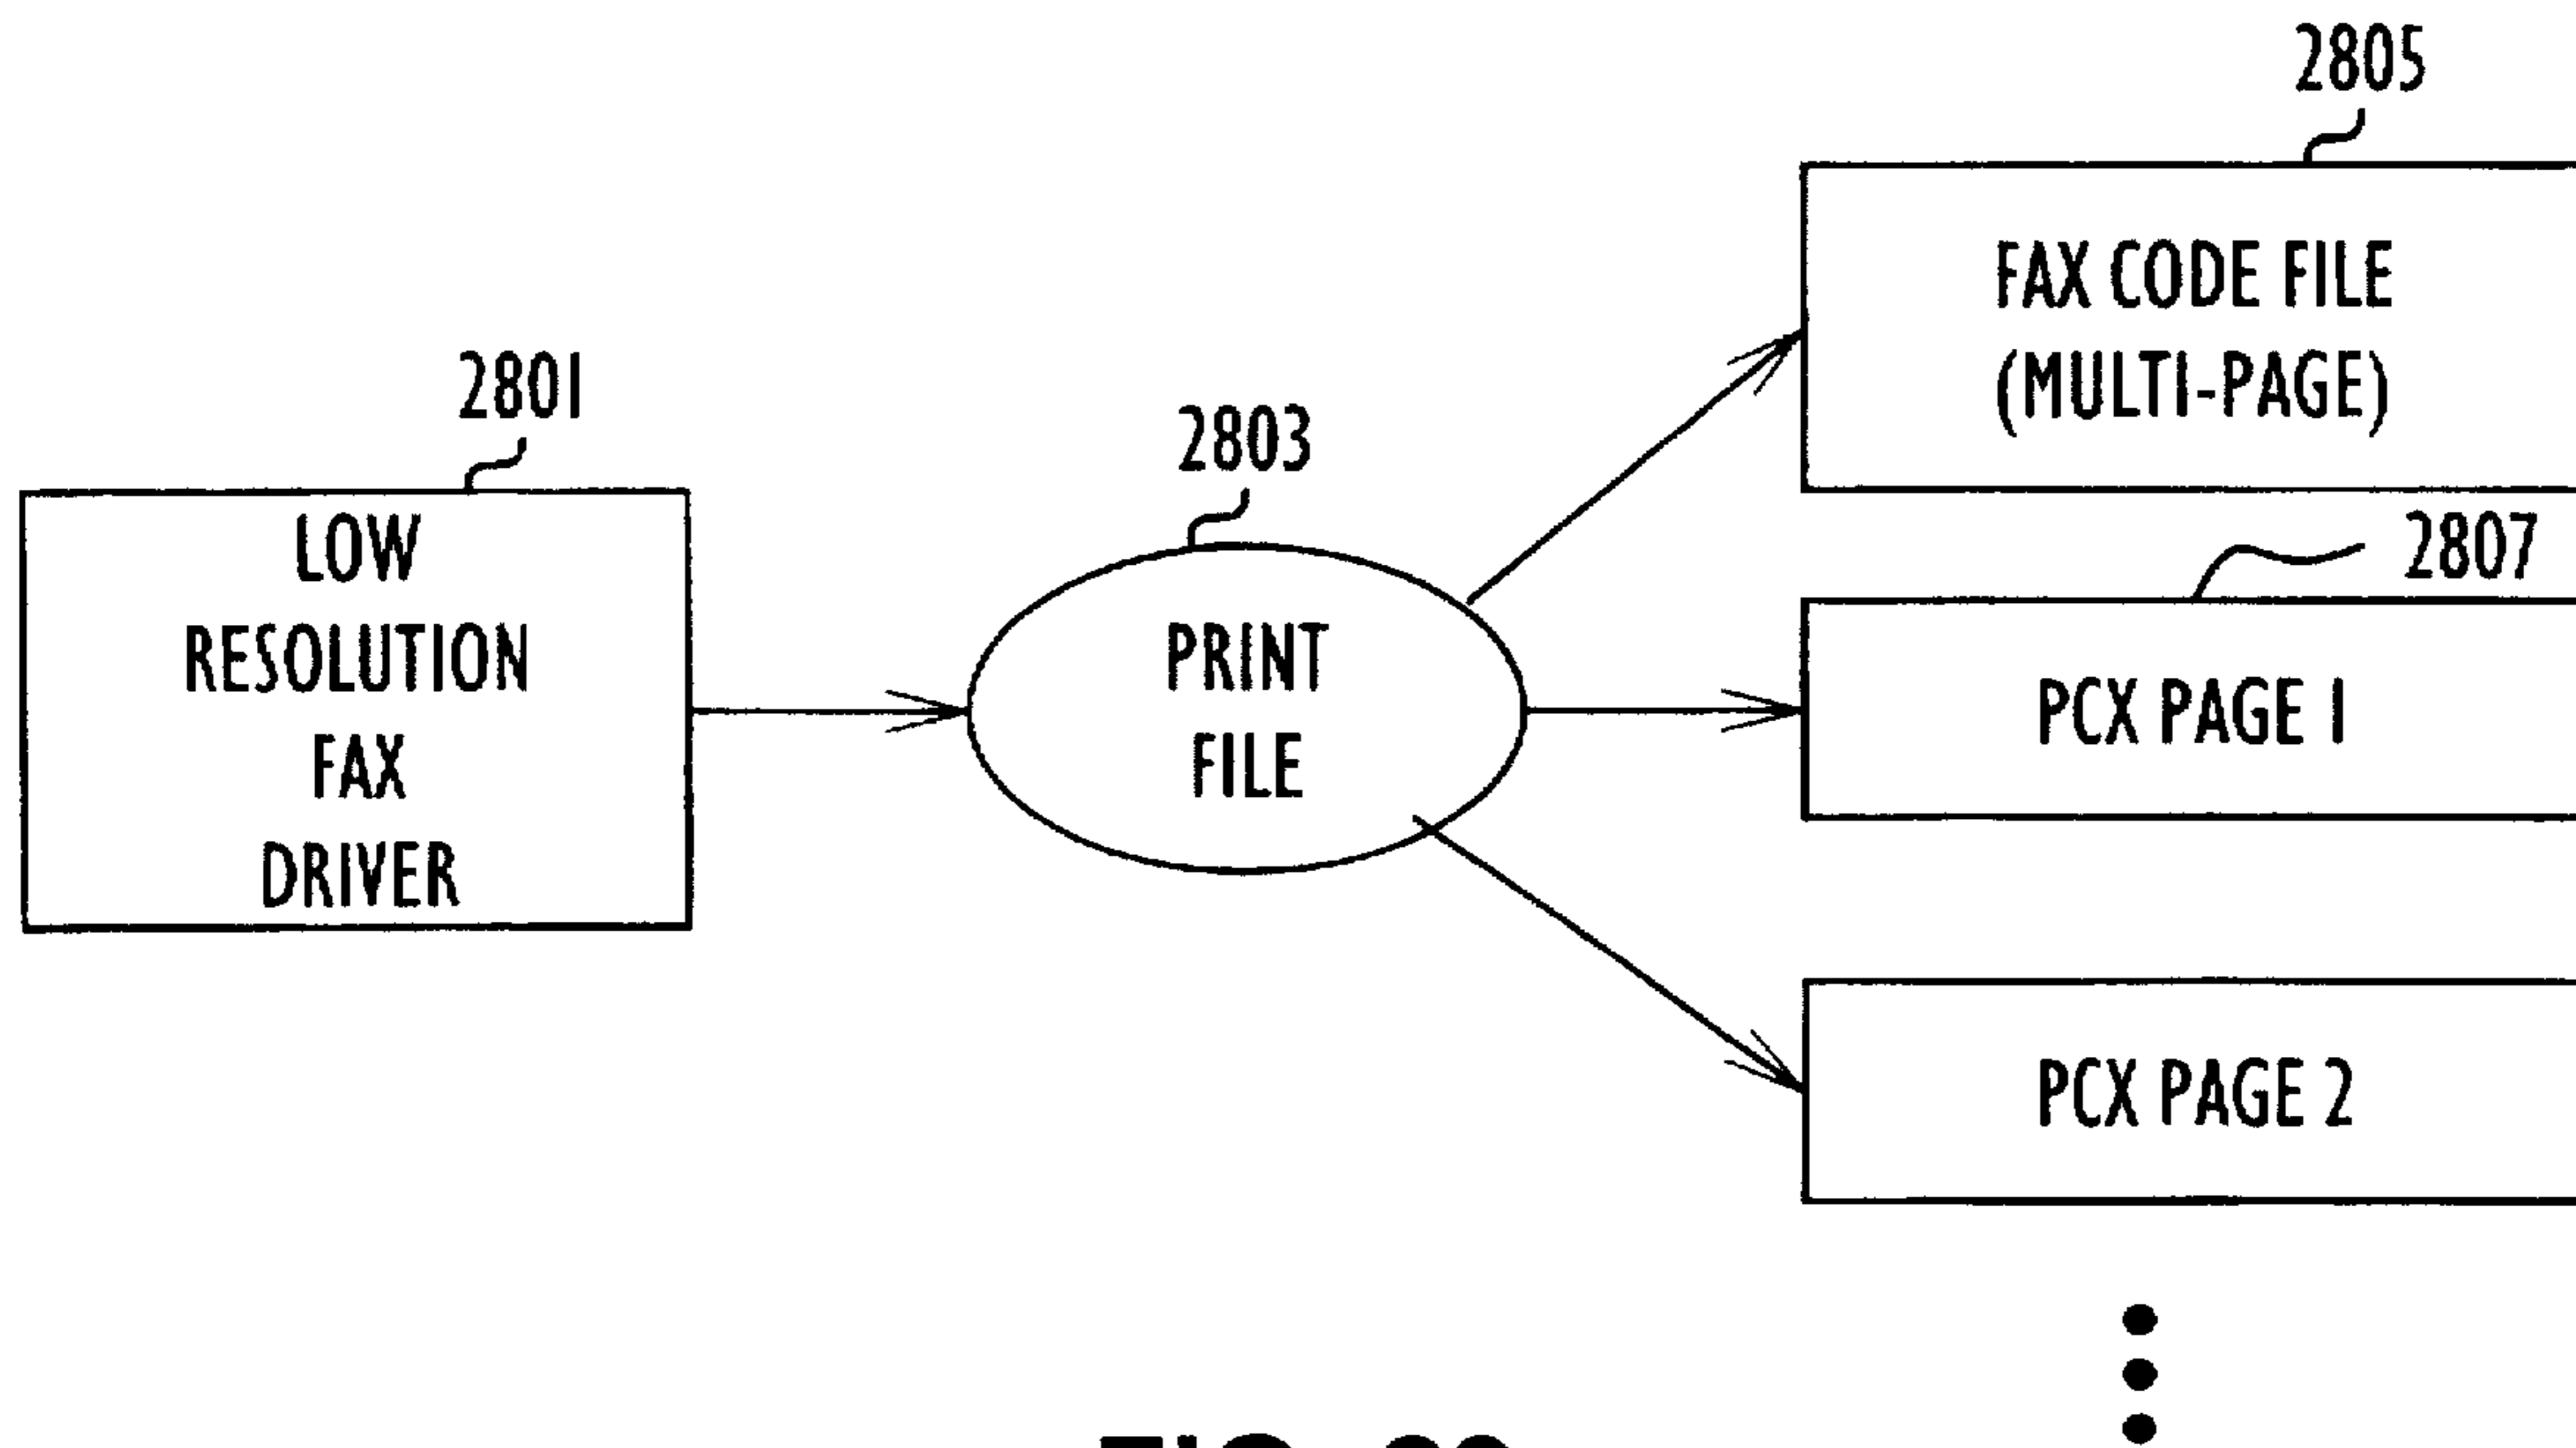 2805
FAX CODE FILE
(MULTI-PAGE)
2801
2803
2807
LOW
RESOLUTION
FAX
DRIVER
PRINT
FILE
PCX PAGE 1
PCX PAGE 2